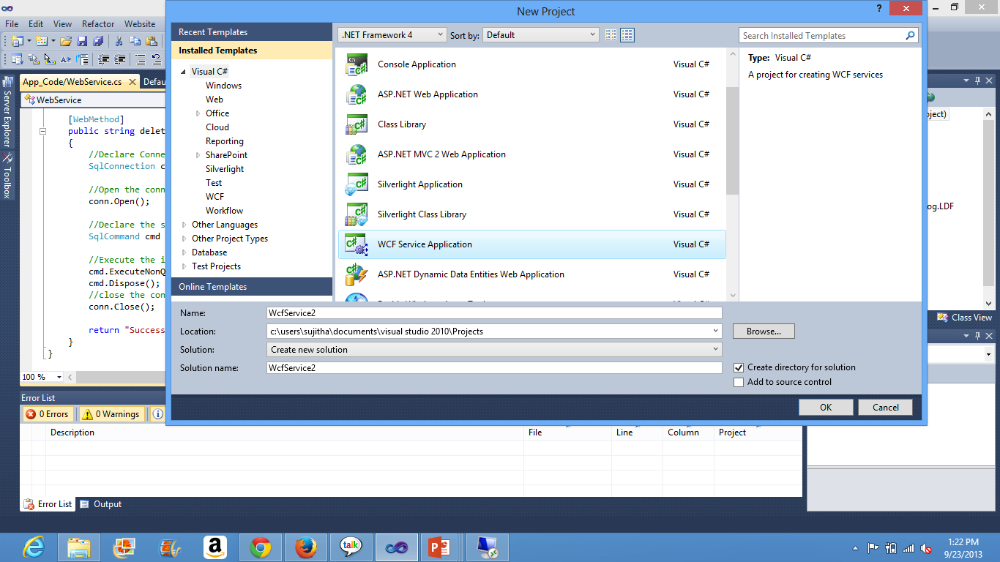 New Project
?
File Edit View Refactor Website
Recent Templates
Installed Templates
.NET Framework 4
Sort by: Default
Search Installed Templates
Visual C#
Windows
Web
Office
Cloud
Reporting
SharePoint
Silverlight
Test
WCF
Workflow
Other Languages
Other Project Types
Database
Test Projects
Online Templates
Console Application Visual C#
ASP.NET Web Application Visual C#
Class Library Visual C#
ASP.NET MVC 2 Web Application Visual C#
Silverlight Application Visual C#
Silverlight Class Library Visual C#
WCF Service Application Visual C#
ASP.NET Dynamic Data Entities Web Application Visual C#
Type: Visual C#
A project for creating WCF services
Name: WcfService2
Location: c:\users\sujitha\documents\visual studio 2010\Projects
Browse...
Solution: Create new solution
Solution name: WcfService2
Create directory for solution
Add to source control
OK Cancel
Server Explorer
Toolbox
App_Code/WebService.cs
Defau
WebService
[WebMethod]
public string delet
{
//Declare Conne
SqlConnection c
//Open the conn
conn.Open();
//Declare the s
SqlCommand cmd
//Execute the i
cmd.ExecuteNonQ
cmd.Dispose();
//close the con
conn.Close();
return "Success
}
}
100 %
oject)
og.LDF
Class View
Error List
0 Errors 0 Warnings
Description File Line Column Project
Error List Output
talk
1:22 PM
9/23/2013